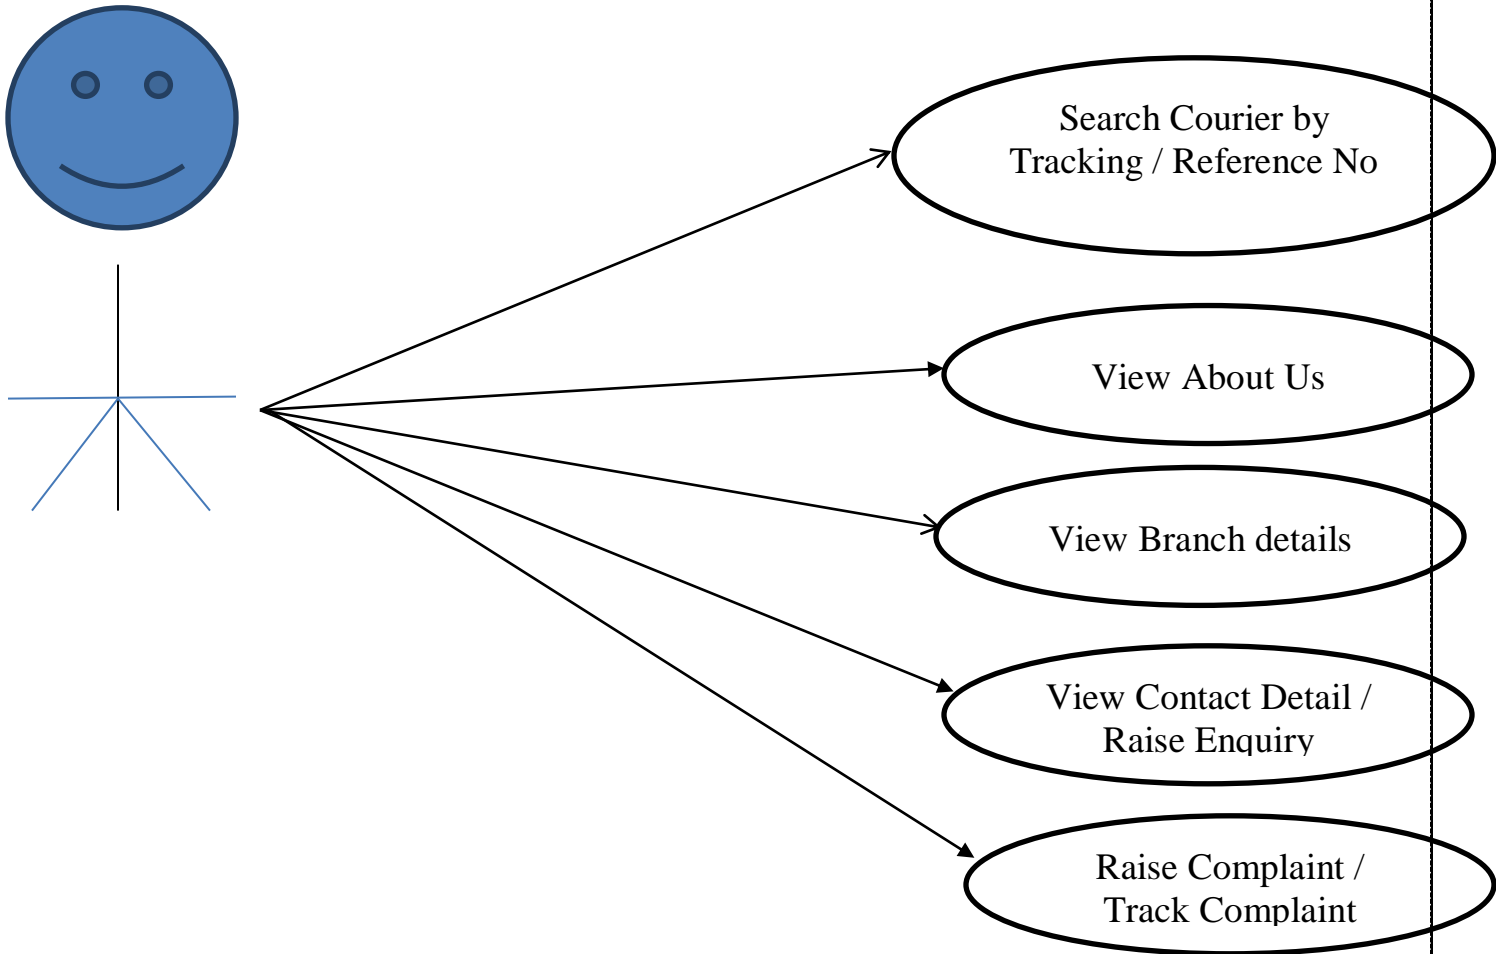 Search Courier by
Tracking / Reference No
View About Us
View Branch details
View Contact Detail /
Raise Enquiry
Raise Complaint /
Track Complaint